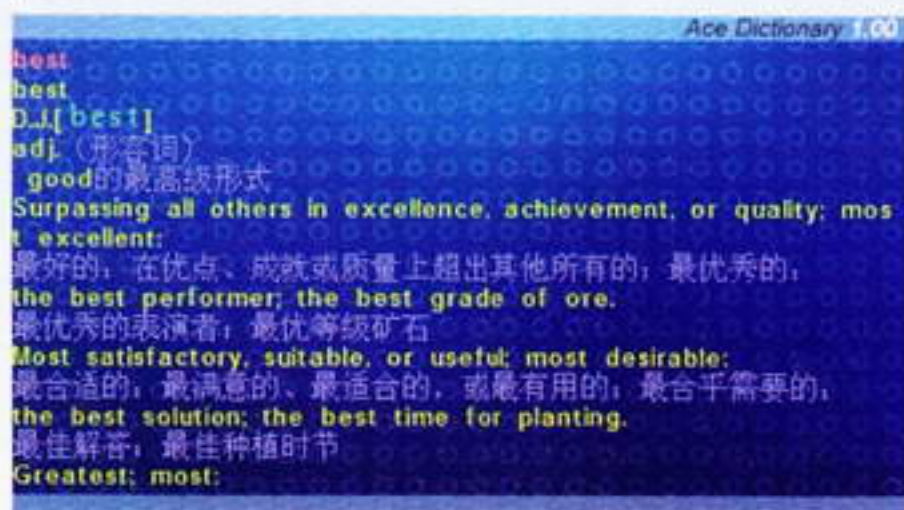 Ace Dictionary 1.00
best
best
D.J.[best]
adj. (形容词)
good的最高级形式
Surpassing all others in excellence, achievement, or quality; mos
t excellent:
最好的，在优点、成就或质量上超出其他所有的；最优秀的：
the best performer; the best grade of ore.
最优秀的表演者；最优等级矿石
Most satisfactory, suitable, or useful; most desirable:
最合适的，最满意的、最适合的，或最有用的；最合乎需要的：
the best solution; the best time for planting.
最佳解答；最佳种植时节
Greatest; most: